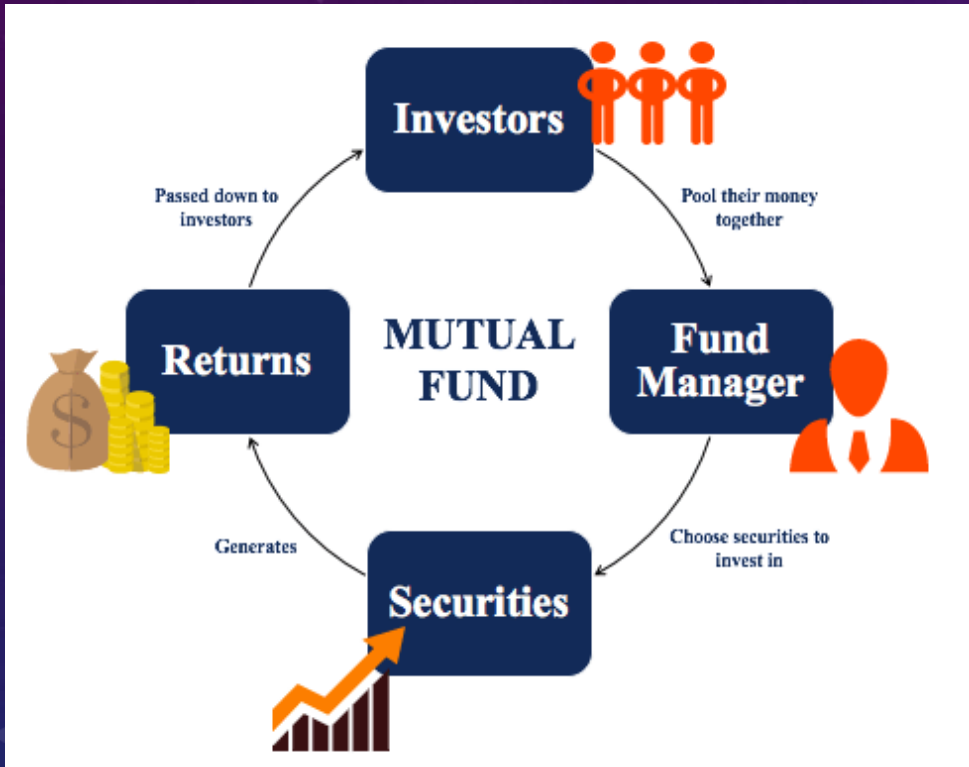 Investors
Passed down to
investors
Pool their money
together
Returns
MUTUAL
FUND
Fund
Manager
$
Generates
Choose securities to
invest in
Securities